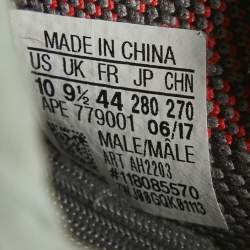 MADE IN CHINA
US UK FR JP CHN
10 9½ 44 280 270
APE 779001 06/17
MALE/MÂLE
ART AH2203
#118085570